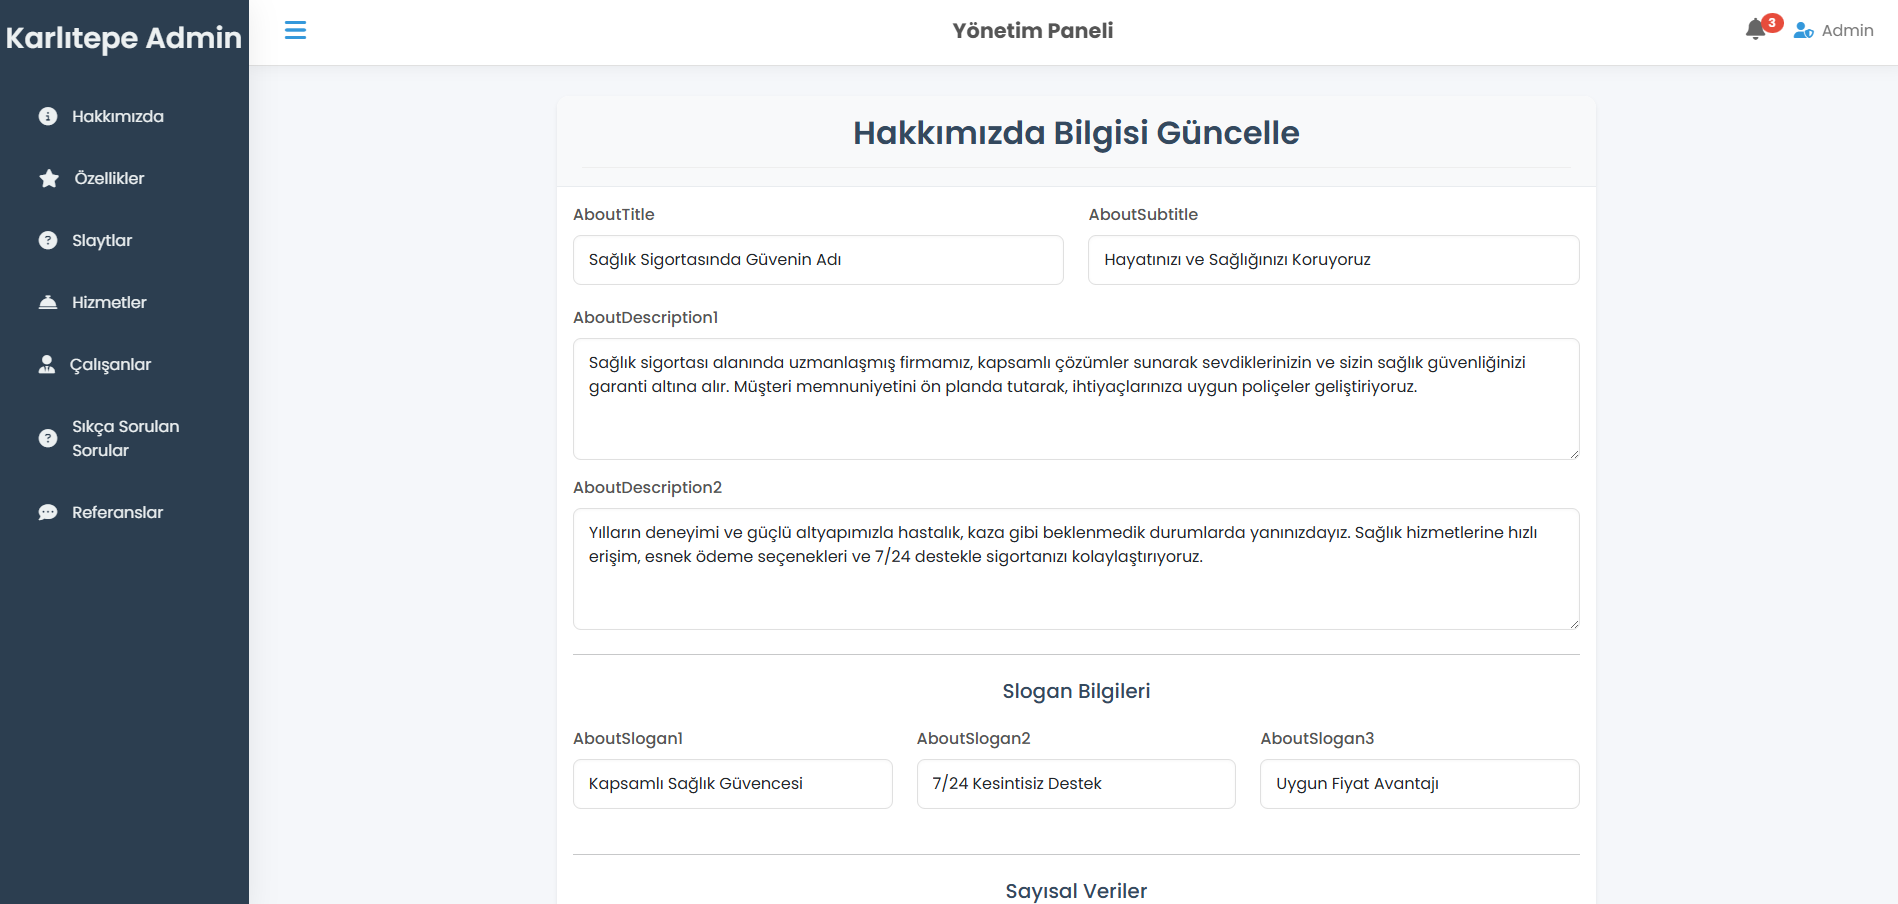 Karlıtepe Admin
Hakkımızda
Özellikler
Slaytlar
Hizmetler
Çalışanlar
Sıkça Sorulan
Sorular
Referanslar
Yönetim Paneli
3
Admin
Hakkımızda Bilgisi Güncelle
AboutTitle
AboutSubtitle
Sağlık Sigortasında Güvenin Adı
Hayatınızı ve Sağlığınızı Koruyoruz
AboutDescription1
Sağlık sigortası alanında uzmanlaşmış firmamız, kapsamlı çözümler sunarak sevdiklerinizin ve sizin sağlık güvenliğinizi
garanti altına alır. Müşteri memnuniyetini ön planda tutarak, ihtiyaçlarınıza uygun poliçeler geliştiriyoruz.
AboutDescription2
Yılların deneyimi ve güçlü altyapımızla hastalık, kaza gibi beklenmedik durumlarda yanınızdayız. Sağlık hizmetlerine hızlı
erişim, esnek ödeme seçenekleri ve 7/24 destekle sigortanızı kolaylaştırıyoruz.
Slogan Bilgileri
AboutSlogan1
AboutSlogan2
AboutSlogan3
Kapsamlı Sağlık Güvencesi
7/24 Kesintisiz Destek
Uygun Fiyat Avantajı
Sayısal Veriler